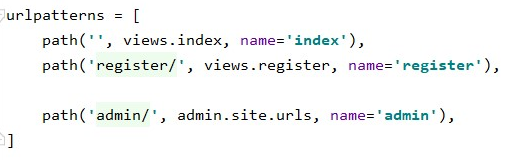 urlpatterns = [
path('', views.index, name='index'),
path('register/', views.register, name='register'),
path('admin/', admin.site.urls, name='admin'),
]